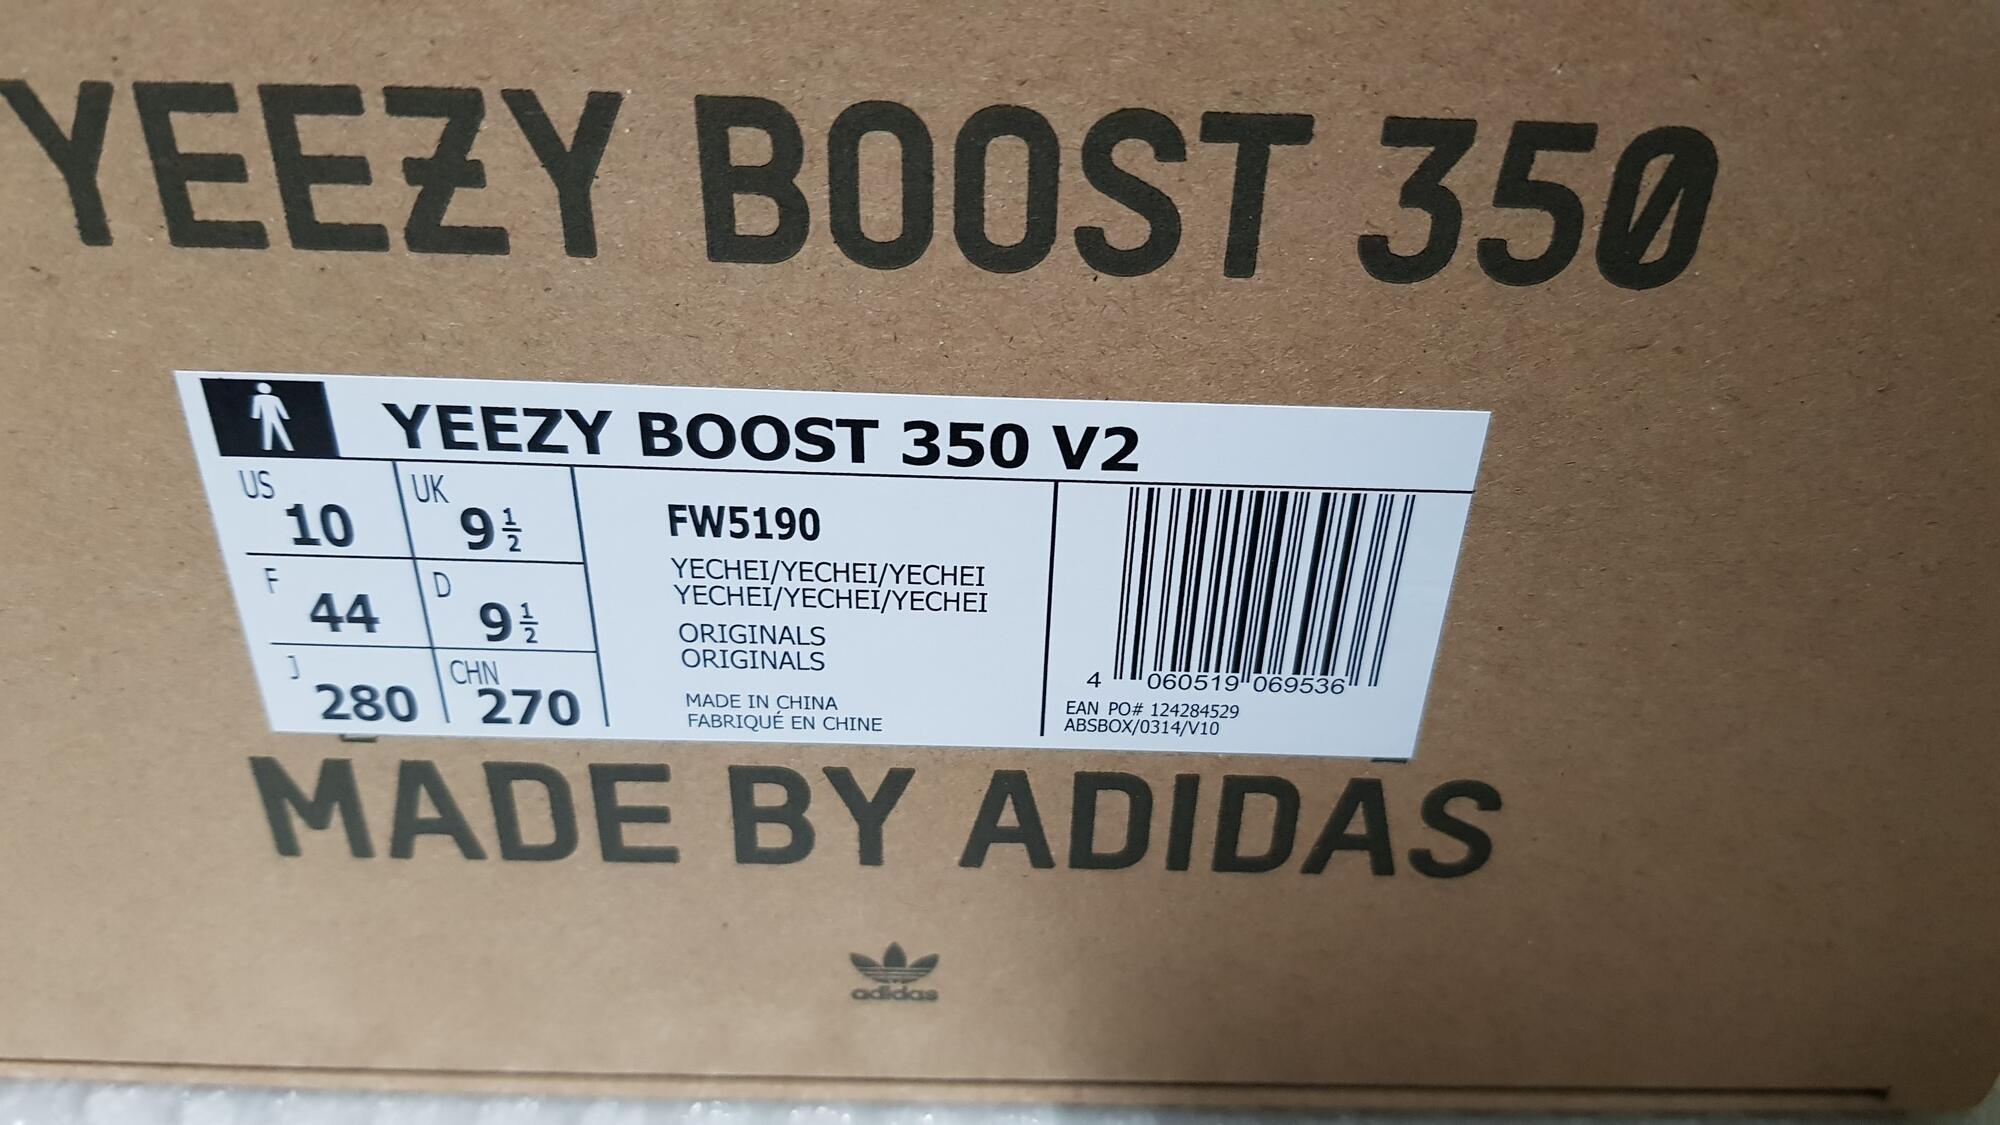 YEEZY BOOST 350
YEEZY BOOST 350 V2
US 10 UK 9 1/2
F 44 D 9 1/2
J 280 CHN 270
FW5190
YECHEI/YECHEI/YECHEI
YECHEI/YECHEI/YECHEI
ORIGINALS
ORIGINALS
MADE IN CHINA
FABRIQUÉ EN CHINE
4 060519 069536
EAN PO# 124284529
ABSBOX/0314/V10
MADE BY ADIDAS
adidas